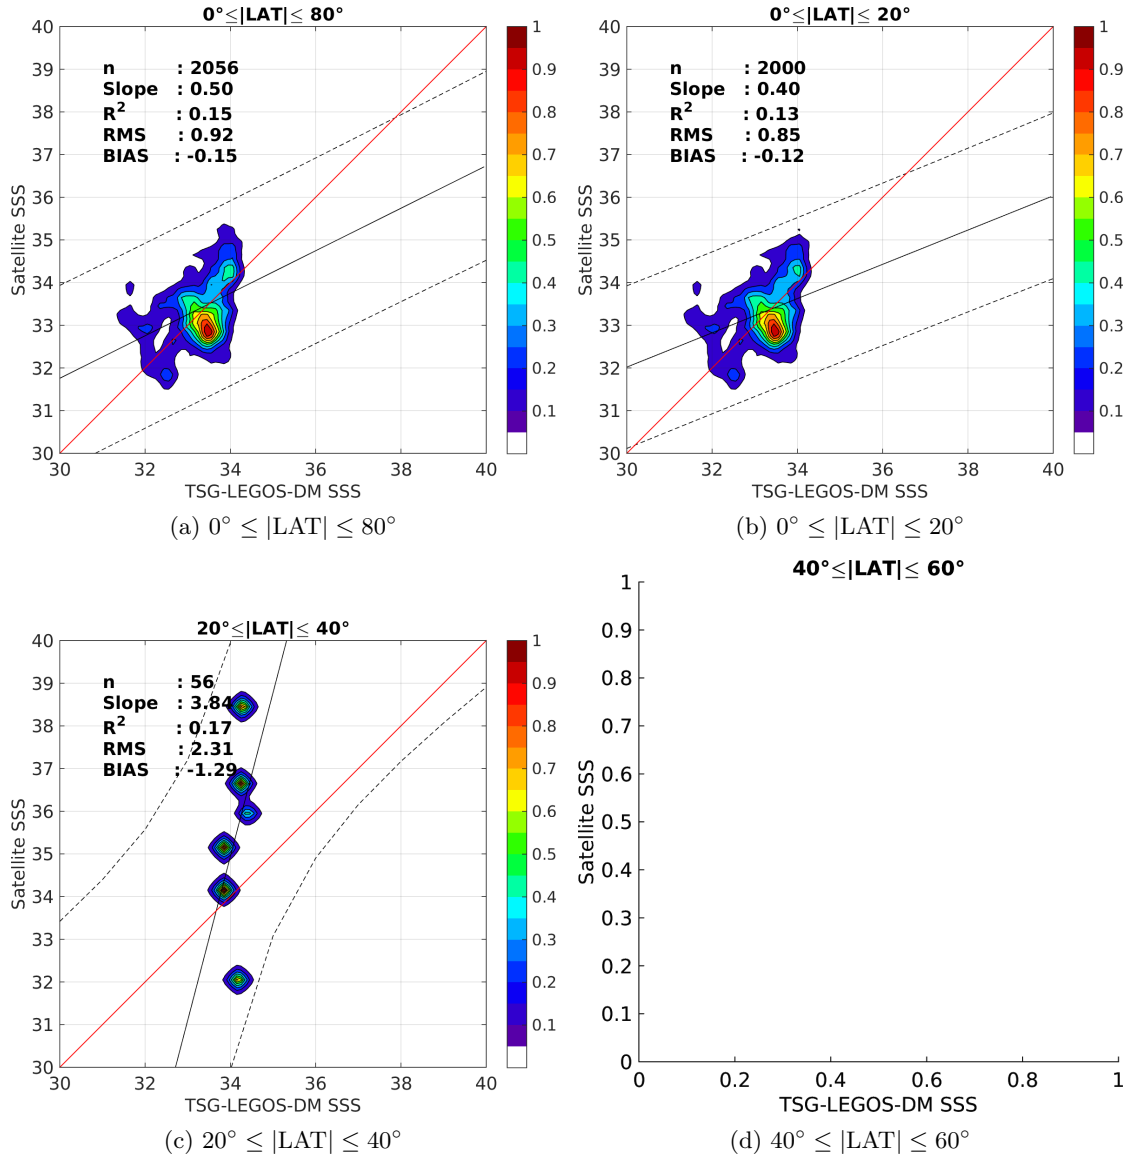 0°≤|LAT|≤ 80°
40
39
38
37
36
35
34
33
32
31
30
Satellite SSS
n : 2056
Slope : 0.50
R2 : 0.15
RMS : 0.92
BIAS : -0.15
30 32 34 36 38 40
TSG-LEGOS-DM SSS
1
0.9
0.8
0.7
0.6
0.5
0.4
0.3
0.2
0.1
(a) 0° ≤ |LAT| ≤ 80°
0°≤|LAT|≤ 20°
40
39
38
37
36
35
34
33
32
31
30
Satellite SSS
n : 2000
Slope : 0.40
R2 : 0.13
RMS : 0.85
BIAS : -0.12
30 32 34 36 38 40
TSG-LEGOS-DM SSS
1
0.9
0.8
0.7
0.6
0.5
0.4
0.3
0.2
0.1
(b) 0° ≤ |LAT| ≤ 20°
20°≤|LAT|≤ 40°
40
39
38
37
36
35
34
33
32
31
30
Satellite SSS
n : 56
Slope : 3.84
R2 : 0.17
RMS : 2.31
BIAS : -1.29
30 32 34 36 38 40
TSG-LEGOS-DM SSS
1
0.9
0.8
0.7
0.6
0.5
0.4
0.3
0.2
0.1
(c) 20° ≤ |LAT| ≤ 40°
40°≤|LAT|≤ 60°
1
0.9
0.8
0.7
0.6
0.5
0.4
0.3
0.2
0.1
0
Satellite SSS
0 0.2 0.4 0.6 0.8 1
TSG-LEGOS-DM SSS
(d) 40° ≤ |LAT| ≤ 60°